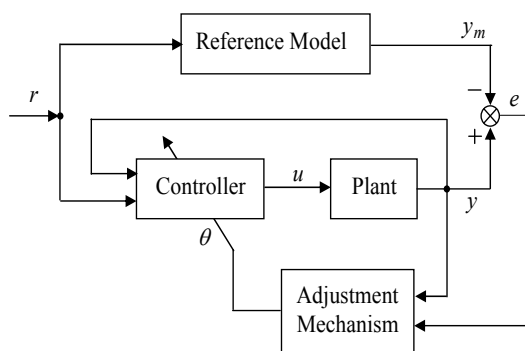 Reference Model
y_m
r
−
e
+
Controller
u
Plant
y
θ
Adjustment
Mechanism